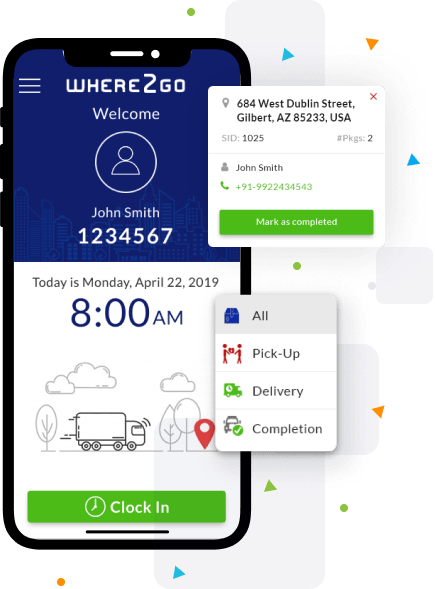 WHERE2GO
Welcome
John Smith
1234567
Today is Monday, April 22, 2019
8:00 AM
Clock In
684 West Dublin Street,
Gilbert, AZ 85233, USA
SID: 1025 #Pkgs: 2
John Smith
+91-9922434543
Mark as completed
All
Pick-Up
Delivery
Completion